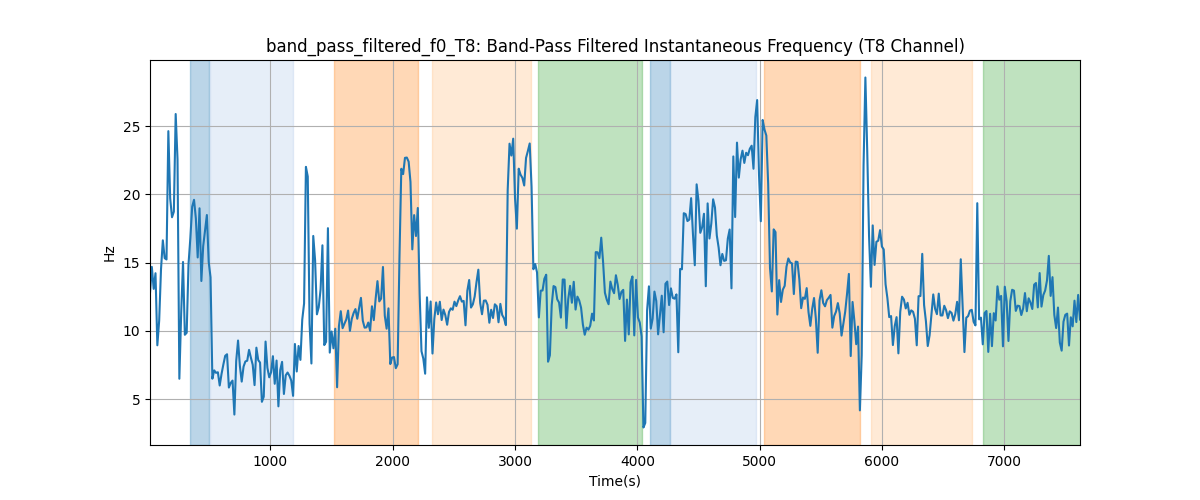 band_pass_filtered_f0_T8: Band-Pass Filtered Instantaneous Frequency (T8 Channel)
25
20
15
10
5
Hz
1000 2000 3000 4000 5000 6000 7000
Time(s)